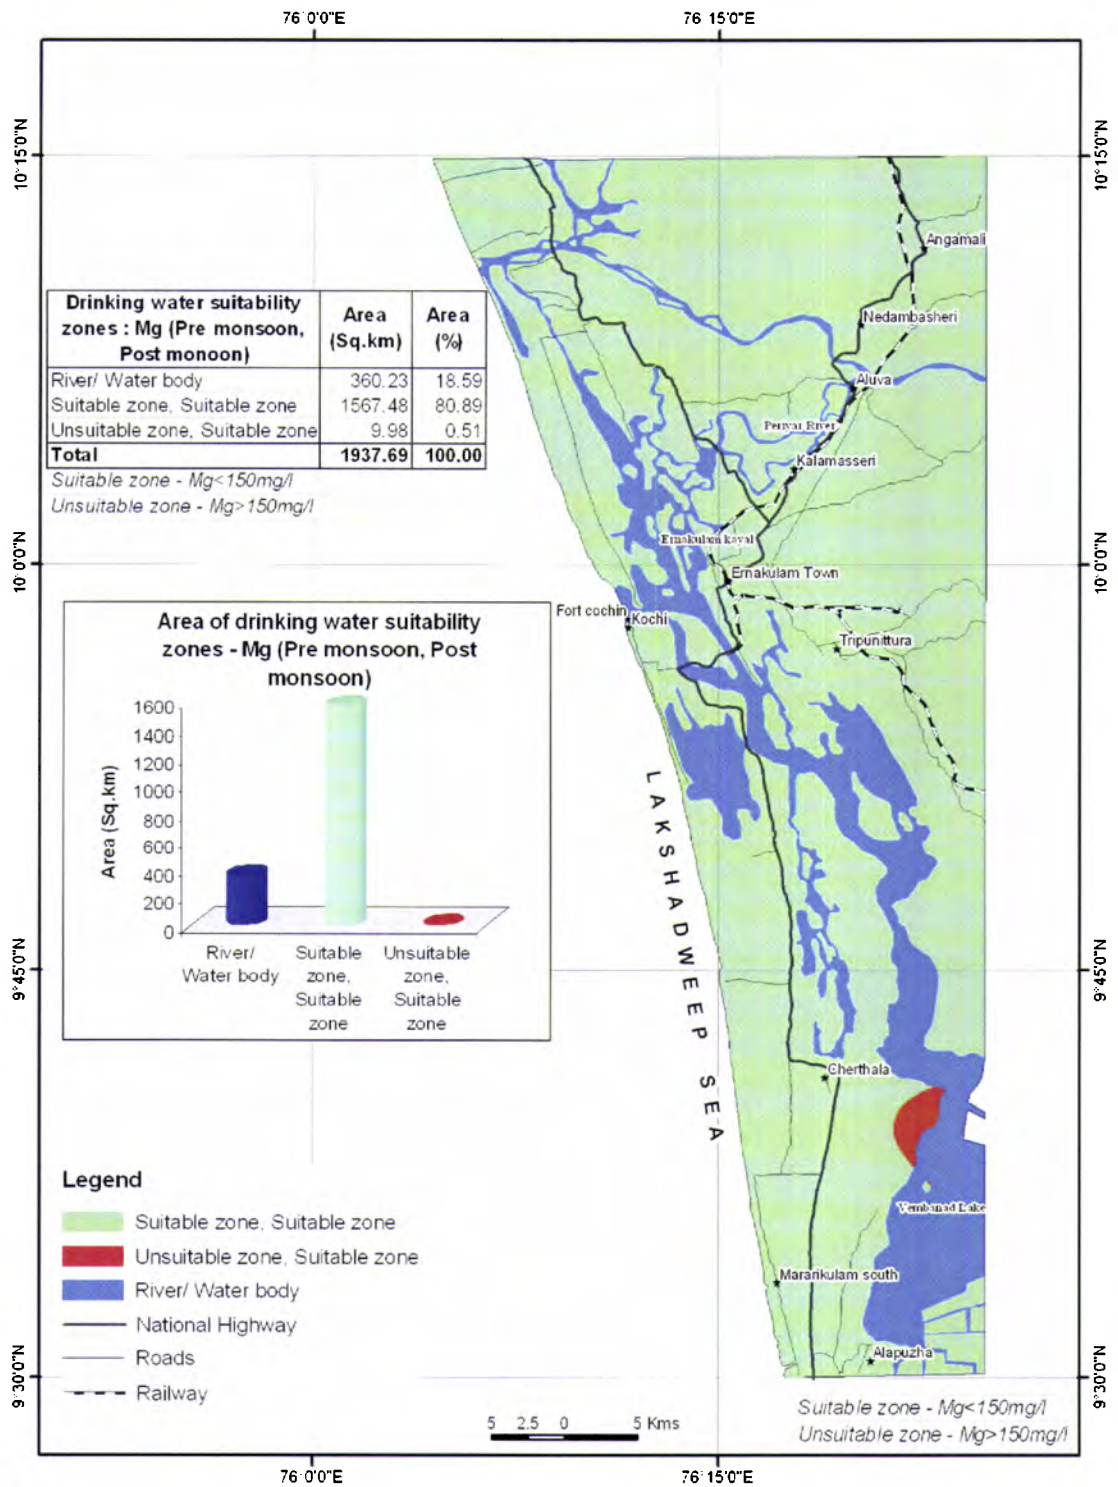 76°0'0"E
76°15'0"E
10°15'0"N
10°15'0"N
Angamali
Drinking water suitability zones : Mg (Pre monsoon, Post monoon)
Area (Sq.km)
Area (%)
River/ Water body 360.23 18.59
Suitable zone, Suitable zone 1567.48 80.89
Unsuitable zone, Suitable zone 9.98 0.51
Total 1937.69 100.00
Suitable zone - Mg<150mg/l
Unsuitable zone - Mg>150mg/l
Nedambasheri
Aluva
Periyar River
Kalamasseri
Ernakulam kayal
10°0'0"N
10°0'0"N
Ernakulam Town
Fort cochin
Kochi
Tripunittura
Area of drinking water suitability
zones - Mg (Pre monsoon, Post
monsoon)
Area (Sq.km)
1600
1400
1200
1000
800
600
400
200
0
River/
Water body
Suitable
zone,
Suitable
zone
Unsuitable
zone,
Suitable
zone
LAKSHADWEEP SEA
9°45'0"N
9°45'0"N
Cherthala
Vembanad Lake
Mararikulam south
Alapuzha
Legend
Suitable zone, Suitable zone
Unsuitable zone, Suitable zone
River/ Water body
National Highway
Roads
Railway
9°30'0"N
9°30'0"N
5 2.5 0 5 Kms
Suitable zone - Mg<150mg/l
Unsuitable zone - Mg>150mg/l
76°0'0"E
76°15'0"E